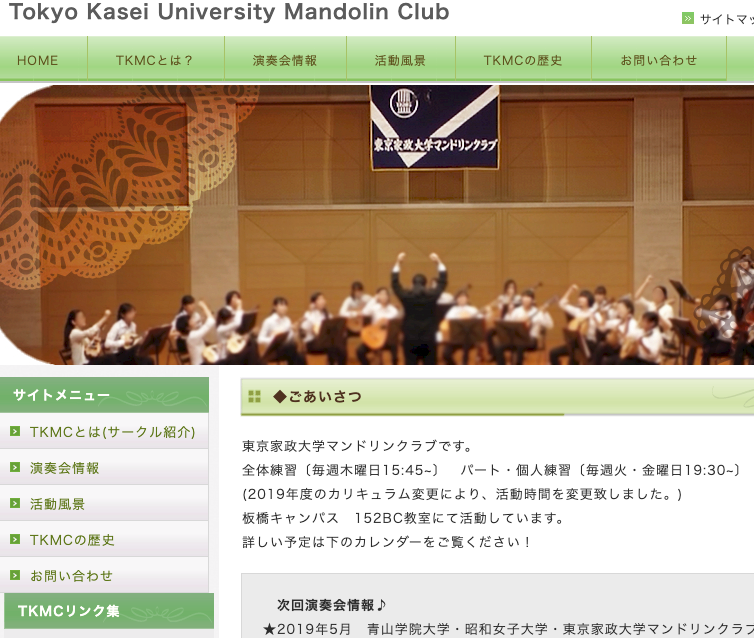 Tokyo Kasei University Mandolin Club
サイトマッ
HOME
TKMCとは？
演奏会情報
活動風景
TKMCの歴史
お問い合わせ
東京家政大学マンドリンクラブ
サイトメニュー
TKMCとは(サークル紹介)
演奏会情報
活動風景
TKMCの歴史
お問い合わせ
TKMCリンク集
◆ごあいさつ
東京家政大学マンドリンクラブです。
全体練習〔毎週木曜日15:45~〕　パート・個人練習〔毎週火・金曜日19:30~〕
(2019年度のカリキュラム変更により、活動時間を変更致しました。)
板橋キャンパス　152BC教室にて活動しています。
詳しい予定は下のカレンダーをご覧ください！
次回演奏会情報♪
★2019年5月　青山学院大学・昭和女子大学・東京家政大学マンドリンクラブ